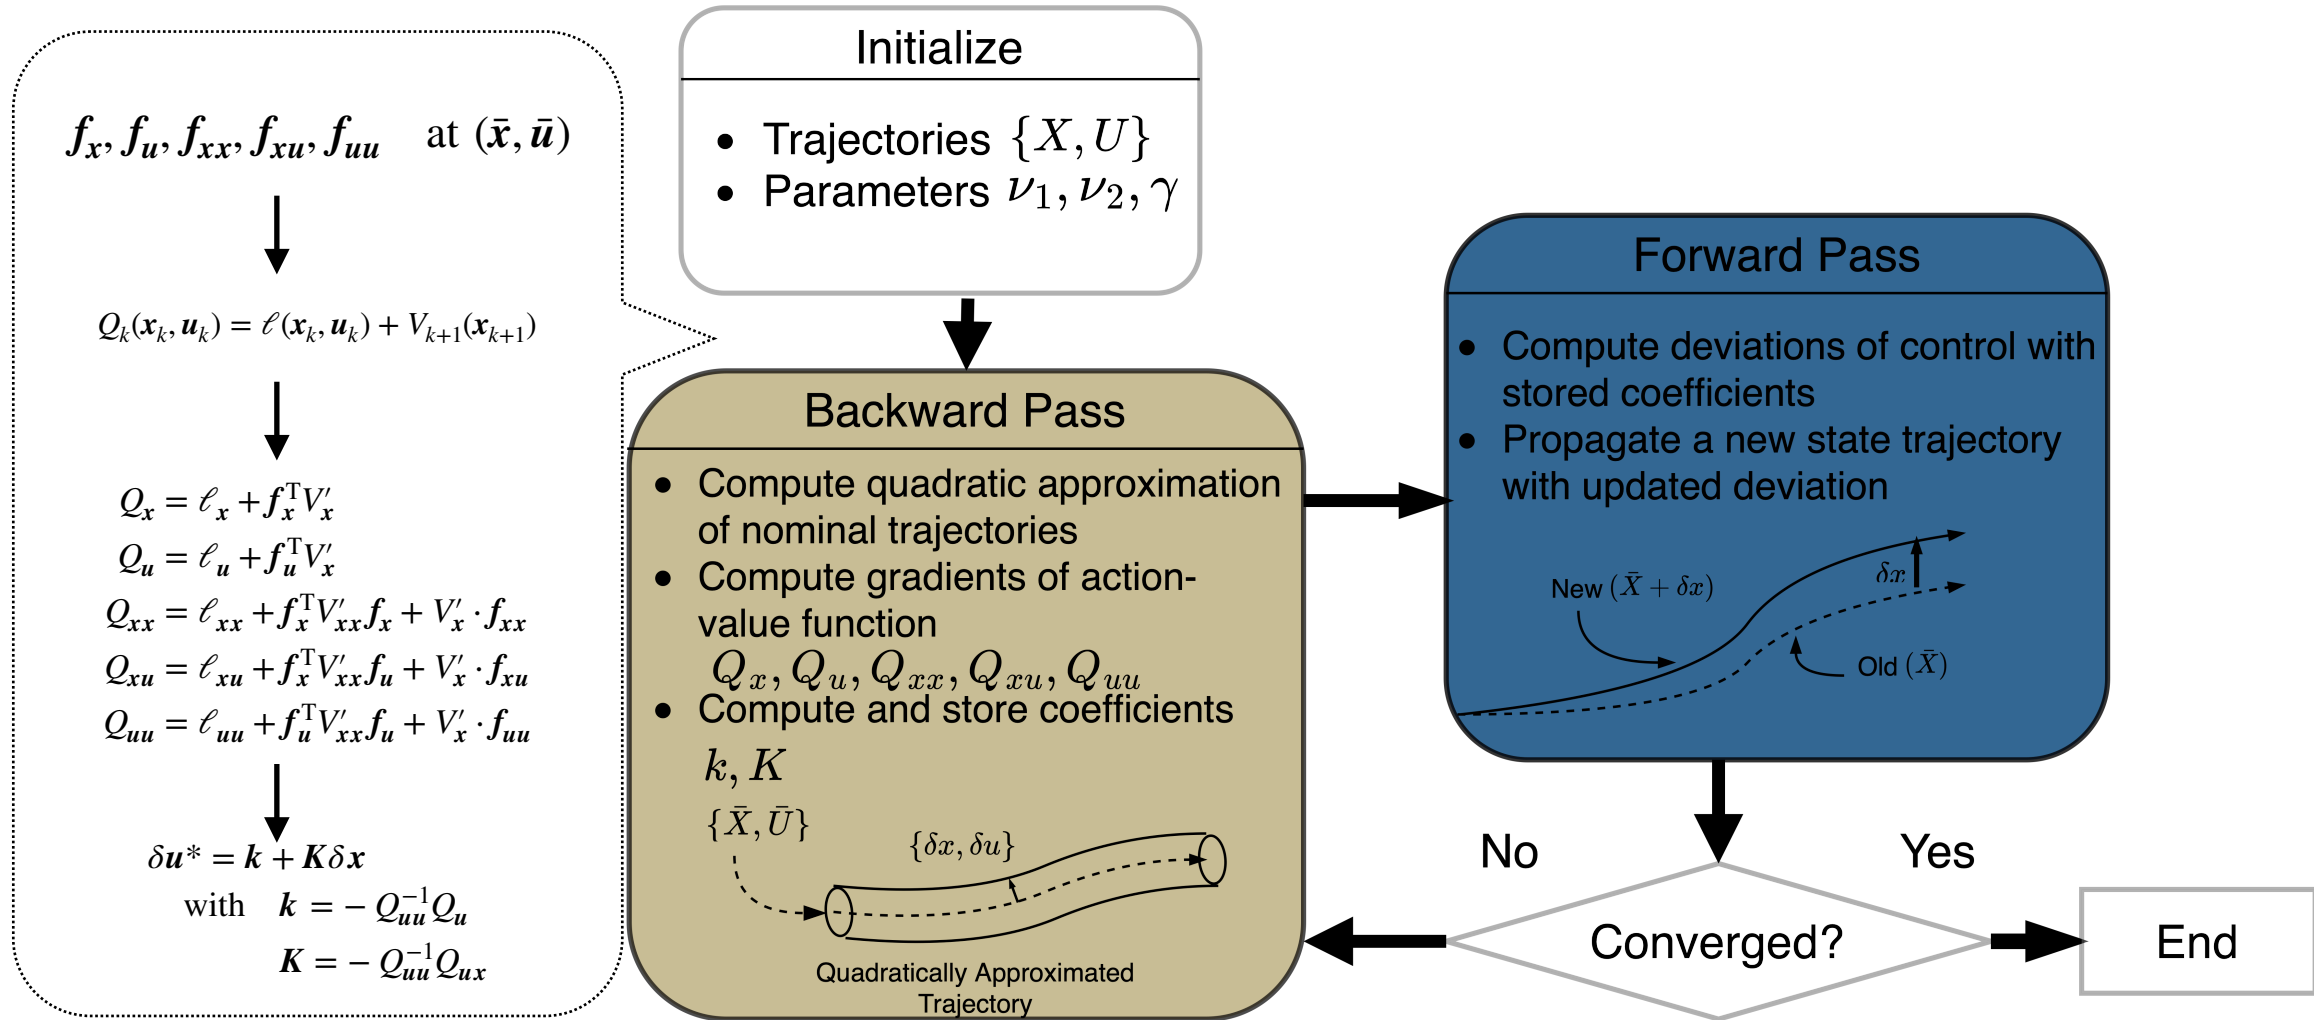 f_x, f_u, f_xx, f_xu, f_uu at (x̄, ū)
Q_k(x_k, u_k) = ℓ(x_k, u_k) + V_{k+1}(x_{k+1})
Q_x = ℓ_x + f_x^T V′_x
Q_u = ℓ_u + f_u^T V′_x
Q_xx = ℓ_xx + f_x^T V′_xx f_x + V′_x · f_xx
Q_xu = ℓ_xu + f_x^T V′_xx f_u + V′_x · f_xu
Q_uu = ℓ_uu + f_u^T V′_xx f_u + V′_x · f_uu
δu* = k + Kδx
with k = − Q_uu^{−1} Q_u
K = − Q_uu^{−1} Q_ux
Initialize
• Trajectories {X, U}
• Parameters ν_1, ν_2, γ
Backward Pass
• Compute quadratic approximation
of nominal trajectories
• Compute gradients of action-
value function
Q_x, Q_u, Q_xx, Q_xu, Q_uu
• Compute and store coefficients
k, K
{X̄, Ū}
{δx, δu}
Quadratically Approximated
Trajectory
Forward Pass
• Compute deviations of control with
stored coefficients
• Propagate a new state trajectory
with updated deviation
New (X̄ + δx)
δx
Old (X̄)
No
Yes
Converged?
End